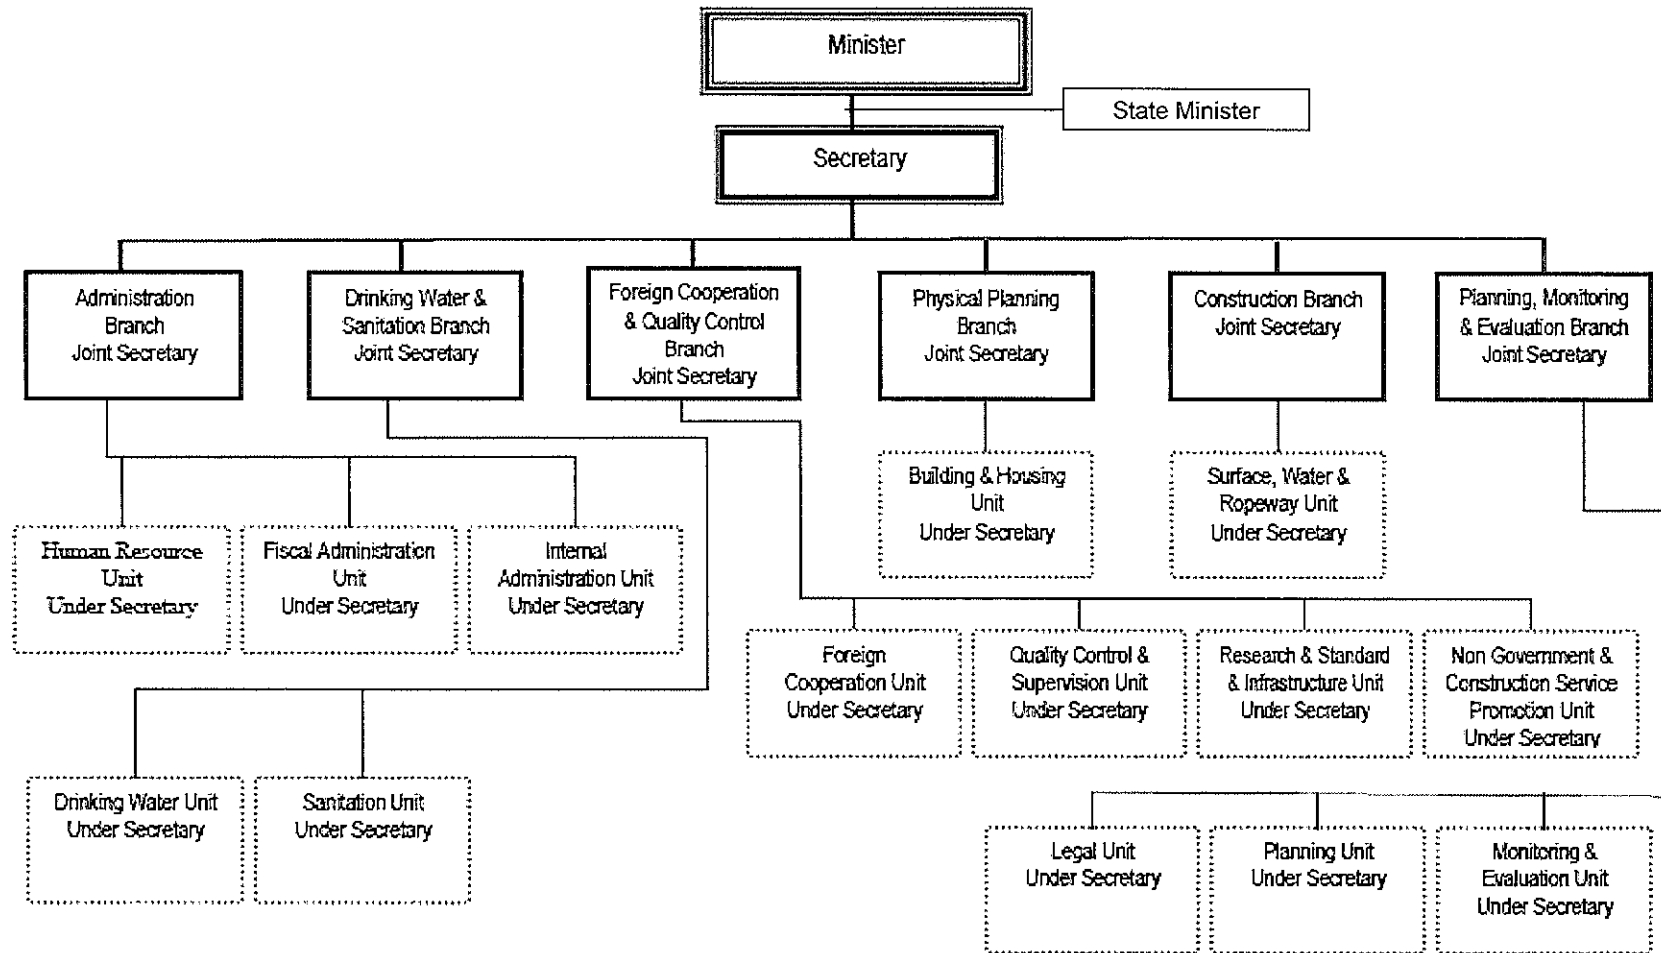 Minister
State Minister
Secretary
Administration
Branch
Joint Secretary
Drinking Water &
Sanitation Branch
Joint Secretary
Foreign Cooperation
& Quality Control
Branch
Joint Secretary
Physical Planning
Branch
Joint Secretary
Construction Branch
Joint Secretary
Planning, Monitoring
& Evaluation Branch
Joint Secretary
Building & Housing
Unit
Under Secretary
Surface, Water &
Ropeway Unit
Under Secretary
Human Resource
Unit
Under Secretary
Fiscal Administration
Unit
Under Secretary
Internal
Administration Unit
Under Secretary
Foreign
Cooperation Unit
Under Secretary
Quality Control &
Supervision Unit
Under Secretary
Research & Standard
& Infrastructure Unit
Under Secretary
Non Government &
Construction Service
Promotion Unit
Under Secretary
Drinking Water Unit
Under Secretary
Sanitation Unit
Under Secretary
Legal Unit
Under Secretary
Planning Unit
Under Secretary
Monitoring &
Evaluation Unit
Under Secretary